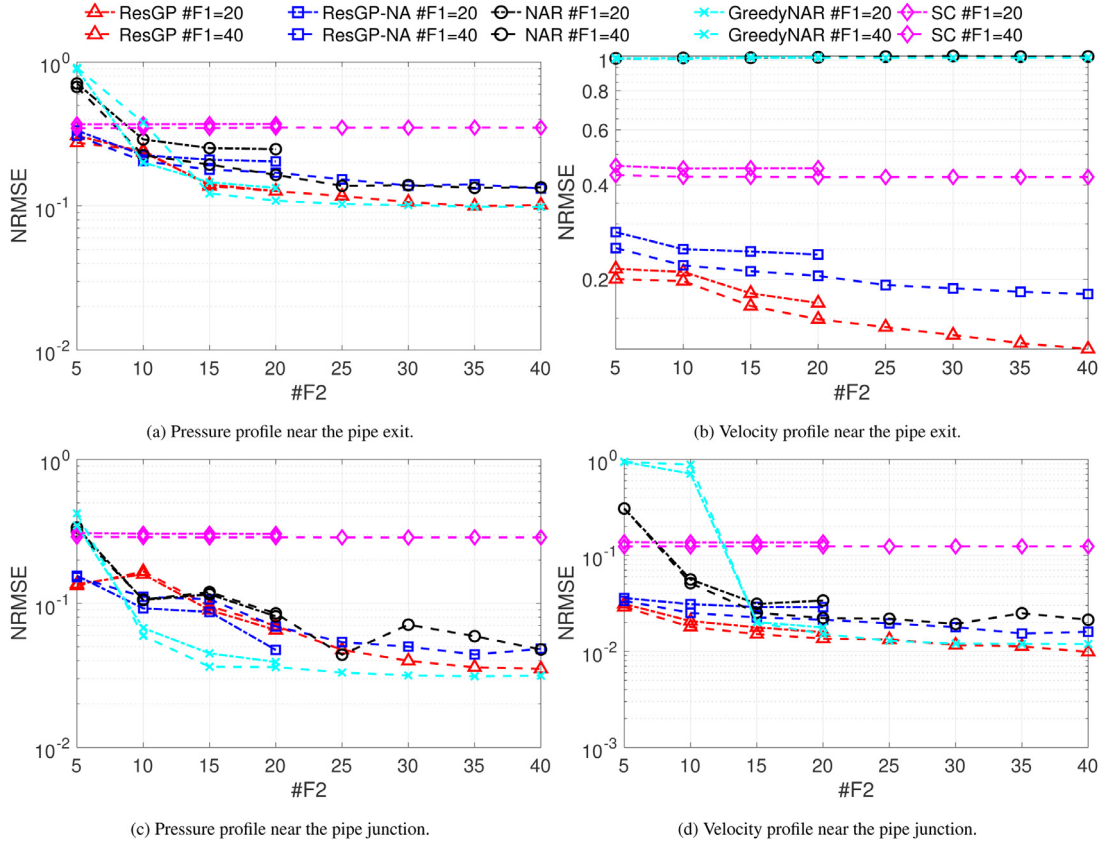 ResGP #F1=20 ResGP-NA #F1=20 NAR #F1=20 GreedyNAR #F1=20 SC #F1=20
ResGP #F1=40 ResGP-NA #F1=40 NAR #F1=40 GreedyNAR #F1=40 SC #F1=40
10^0
10^-1
10^-2
NRMSE
5 10 15 20 25 30 35 40
#F2
1
0.8
0.6
0.4
0.2
NRMSE
5 10 15 20 25 30 35 40
#F2
(a) Pressure profile near the pipe exit.
(b) Velocity profile near the pipe exit.
10^0
10^-1
10^-2
NRMSE
5 10 15 20 25 30 35 40
#F2
10^0
10^-1
10^-2
10^-3
NRMSE
5 10 15 20 25 30 35 40
#F2
(c) Pressure profile near the pipe junction.
(d) Velocity profile near the pipe junction.